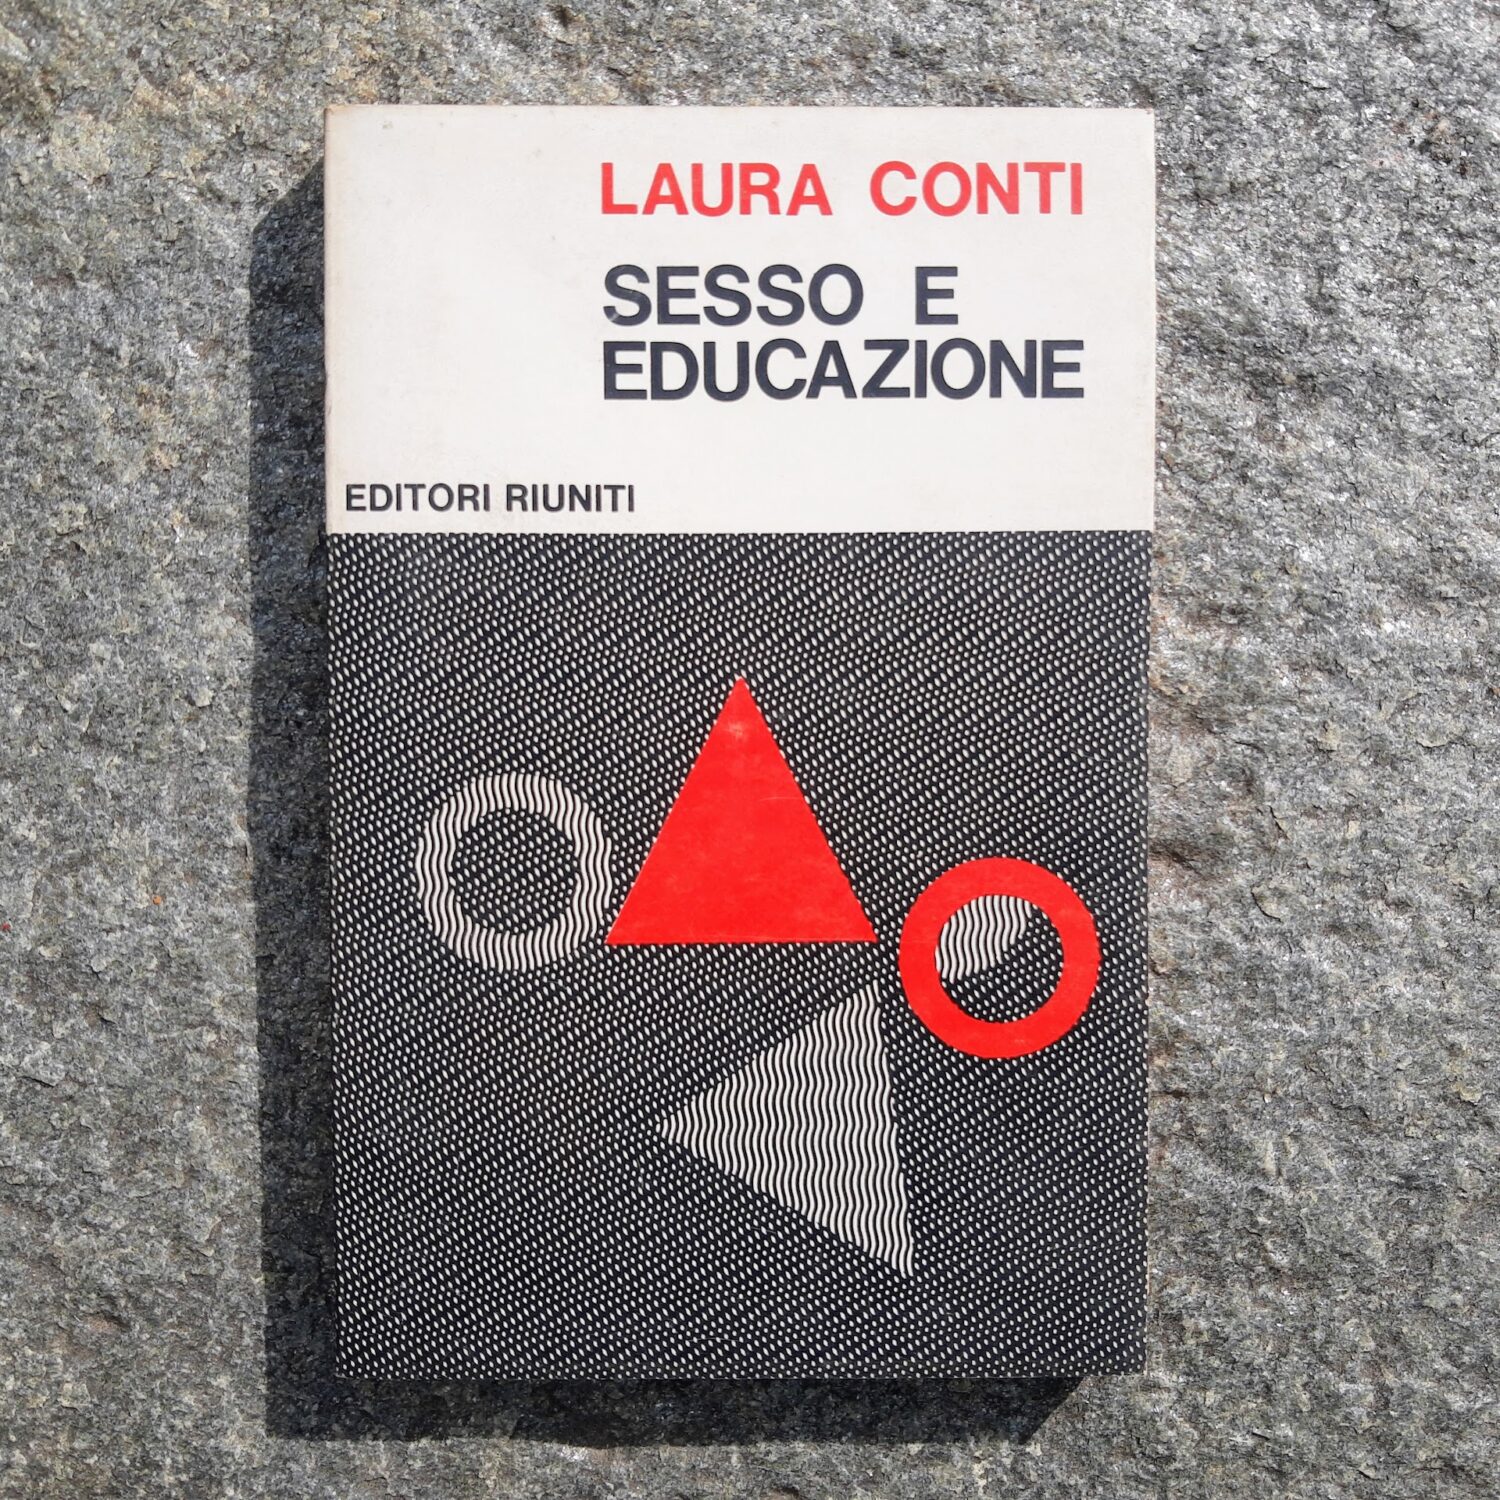 LAURA CONTI
SESSO E
EDUCAZIONE
EDITORI RIUNITI